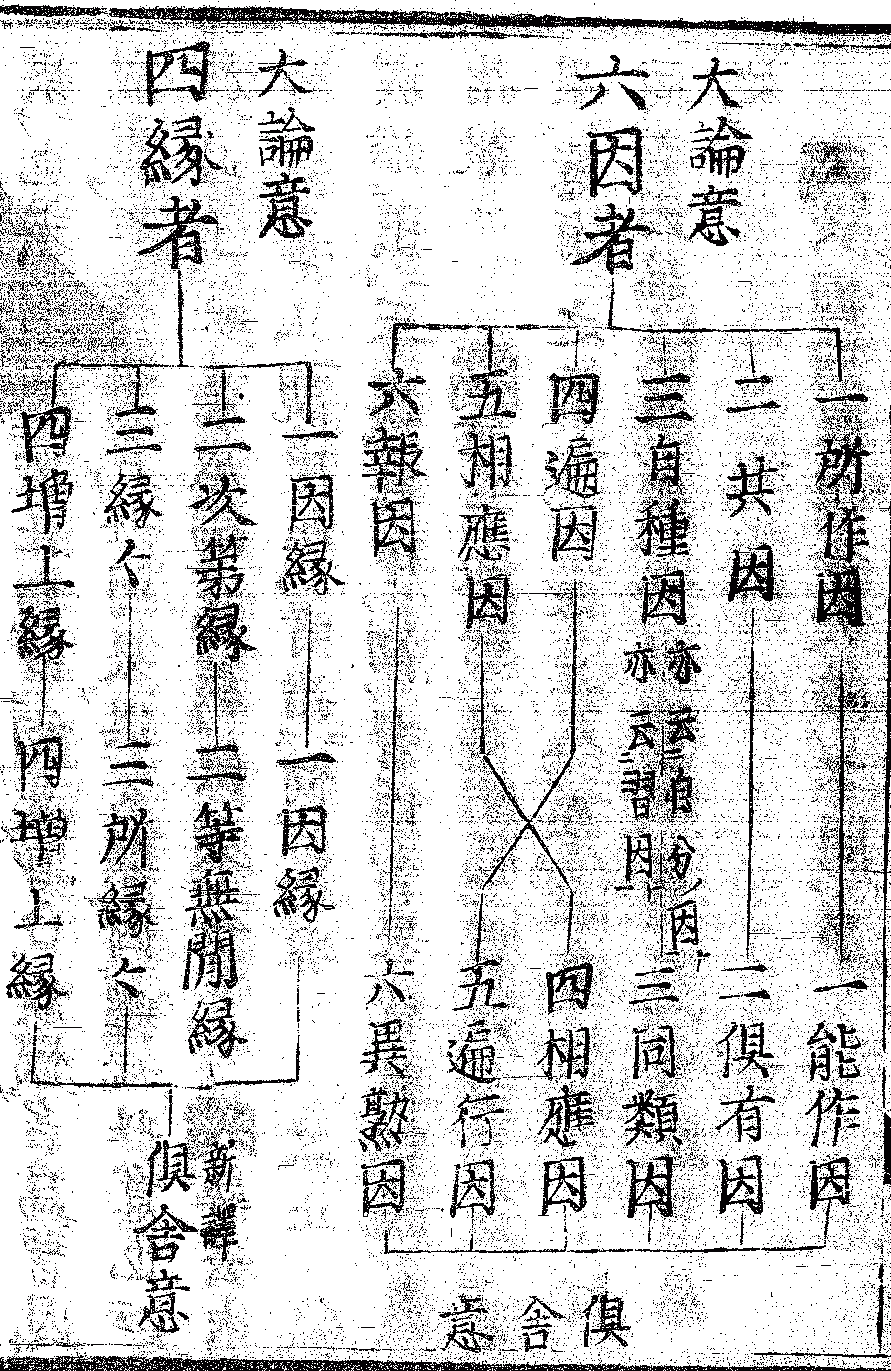 大論意
六因者
一所作因
二共因
三自種因
亦云自分因
亦云習因
四遍因
五相應因
六報因
一能作因
二俱有因
三同類因
四相應因
五遍行因
六異熟因
俱舍意
大論意
四緣者
一因緣
二次第緣
三緣々
四增上緣
一因緣
二等無間緣
三所緣々
四增上緣
新譯
俱舍意